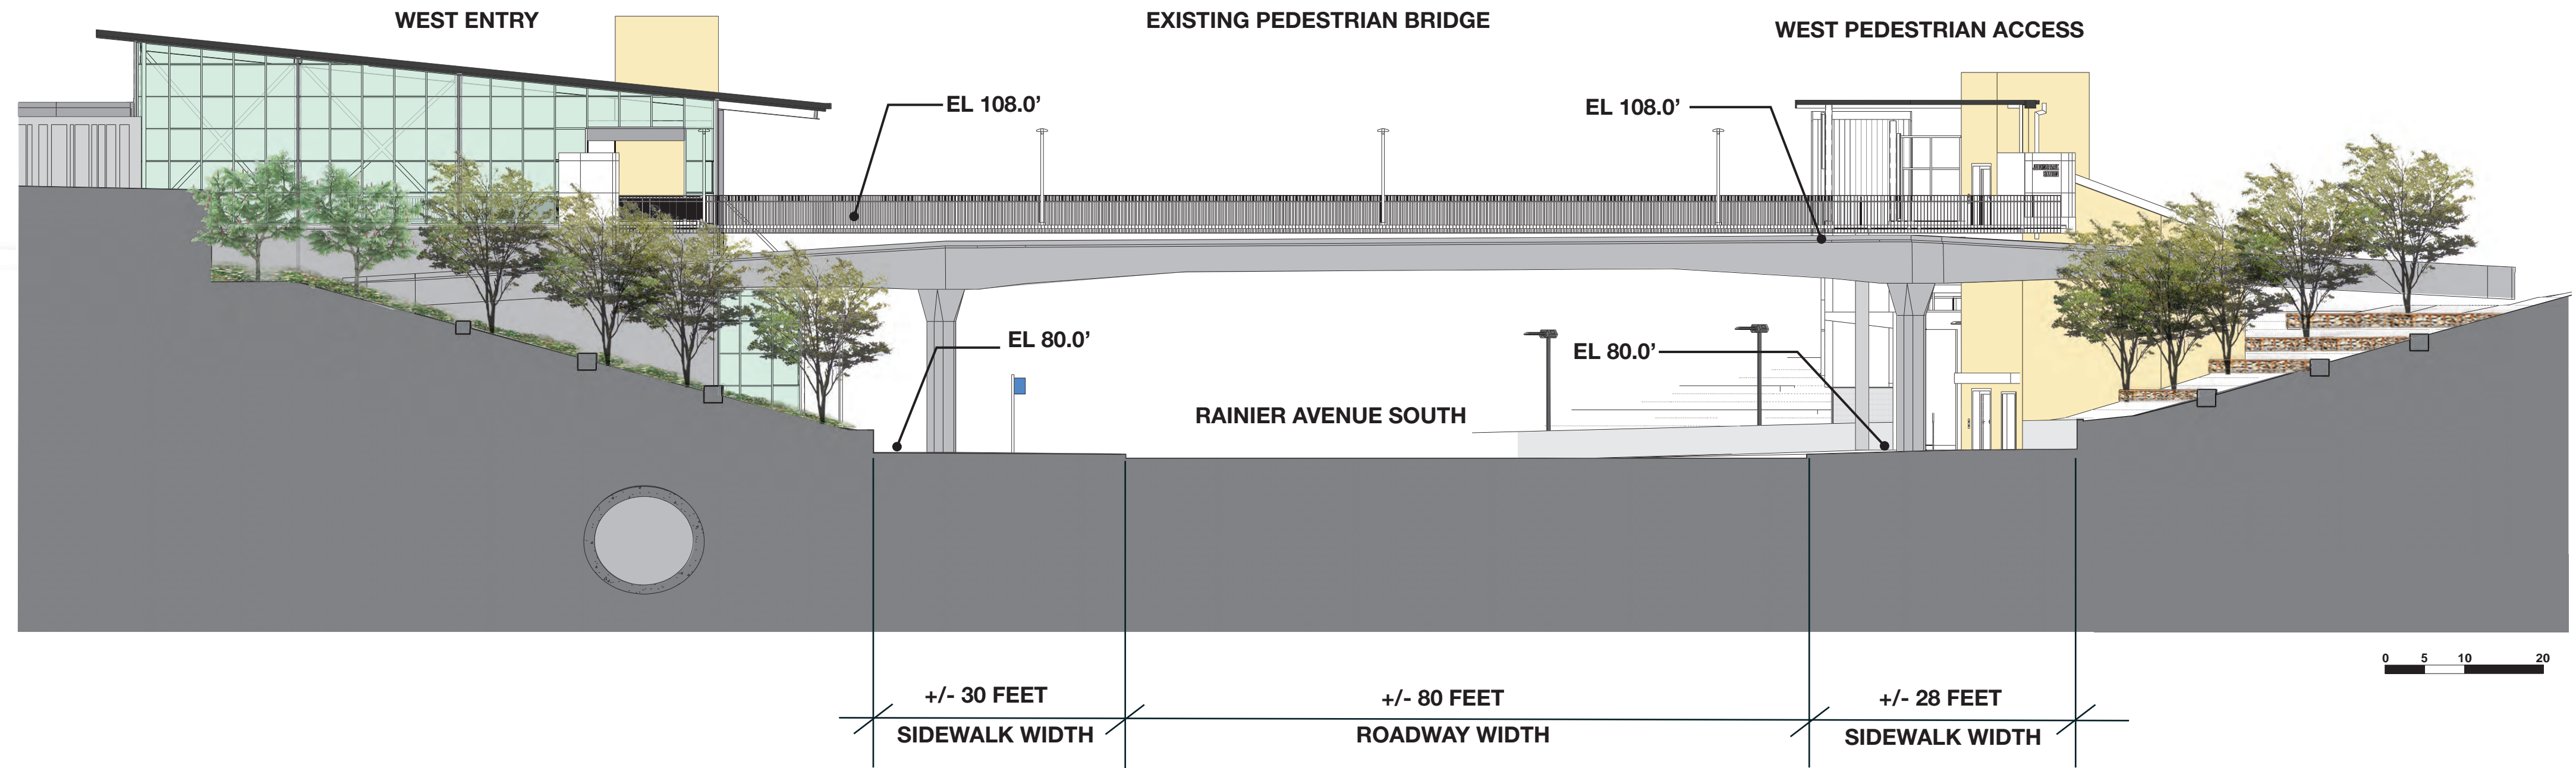 WEST ENTRY
EXISTING PEDESTRIAN BRIDGE
WEST PEDESTRIAN ACCESS
EL 108.0’
EL 108.0’
EL 80.0’
EL 80.0’
RAINIER AVENUE SOUTH
0 5 10 20
+/- 30 FEET
+/- 80 FEET
+/- 28 FEET
SIDEWALK WIDTH
ROADWAY WIDTH
SIDEWALK WIDTH